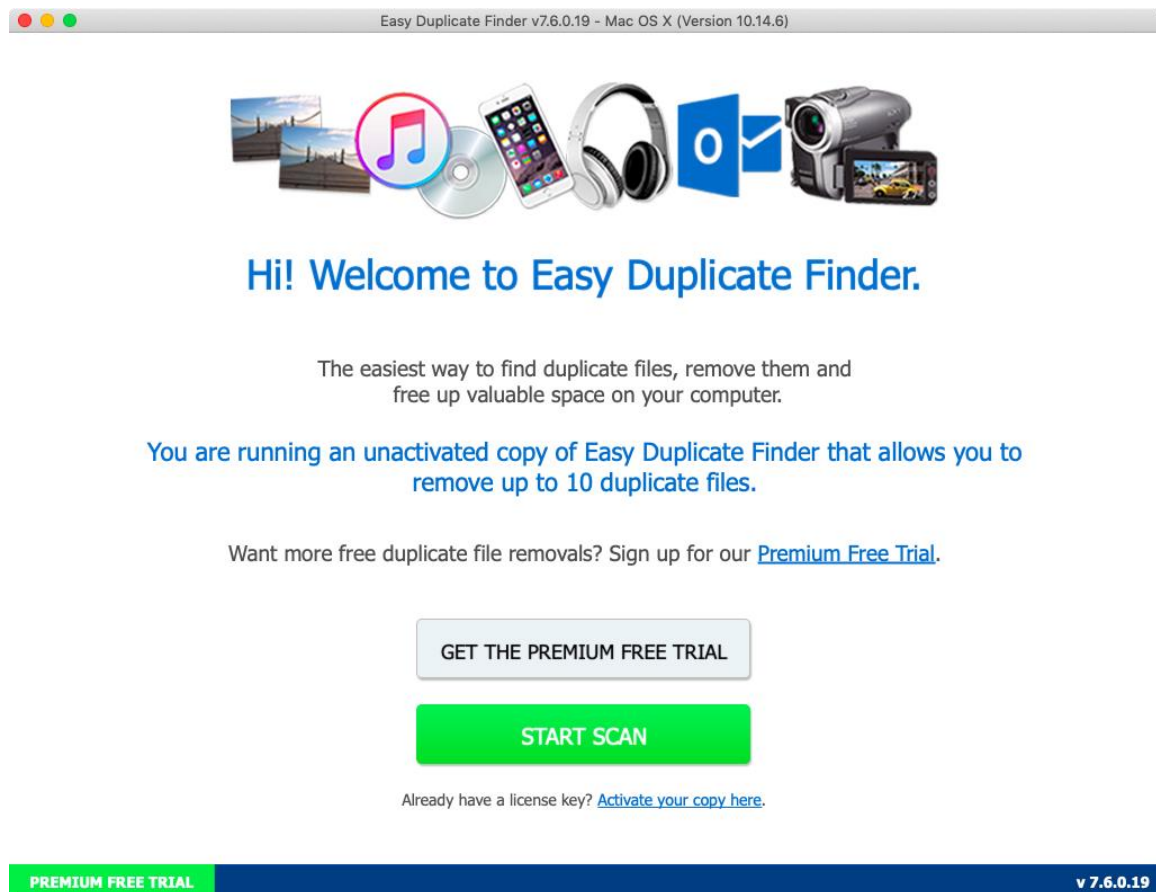 Easy Duplicate Finder v7.6.0.19 - Mac OS X (Version 10.14.6)
Hi! Welcome to Easy Duplicate Finder.
The easiest way to find duplicate files, remove them and
free up valuable space on your computer.
You are running an unactivated copy of Easy Duplicate Finder that allows you to
remove up to 10 duplicate files.
Want more free duplicate file removals? Sign up for our Premium Free Trial.
GET THE PREMIUM FREE TRIAL
START SCAN
Already have a license key? Activate your copy here.
PREMIUM FREE TRIAL
v 7.6.0.19